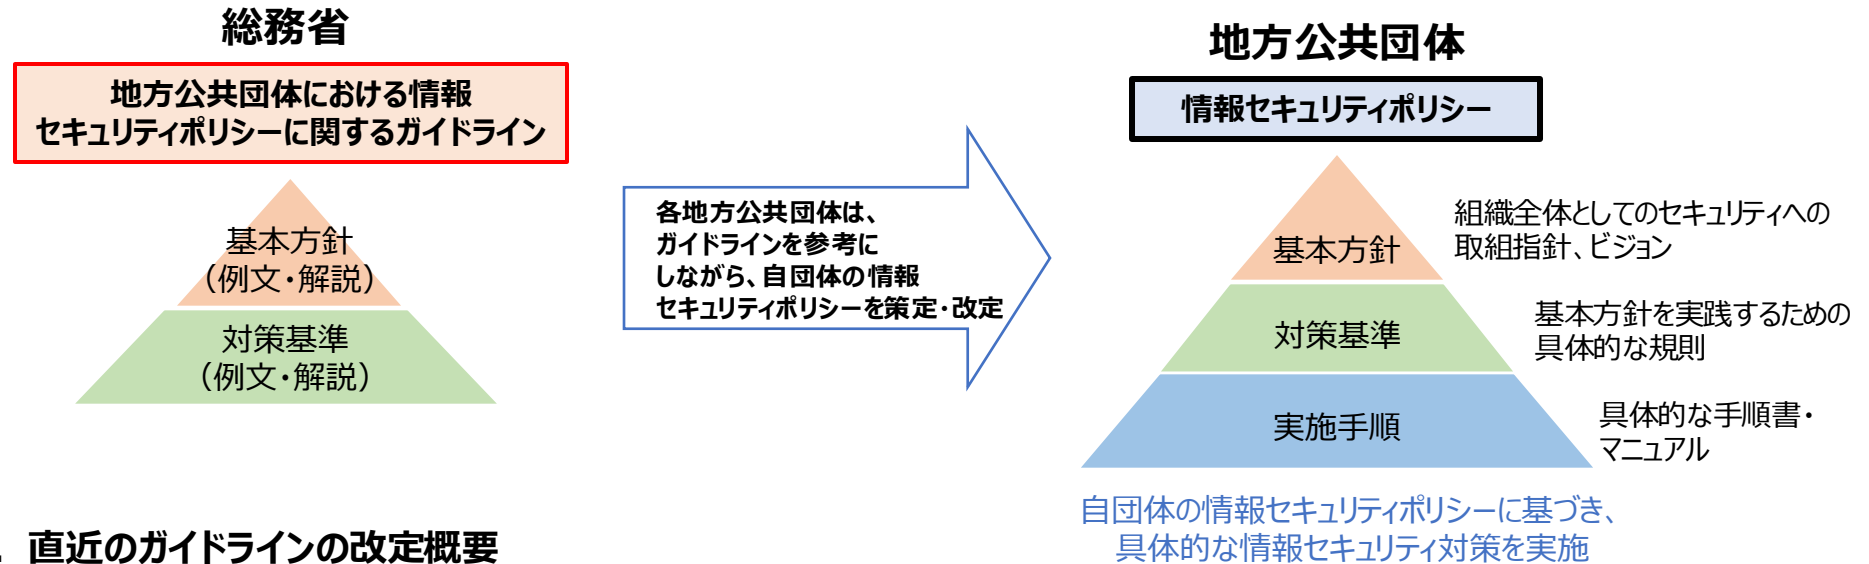 総務省
地方公共団体における情報
セキュリティポリシーに関するガイドライン
基本方針
（例文・解説）
対策基準
（例文・解説）
各地方公共団体は、
ガイドラインを参考に
しながら、自団体の情報
セキュリティポリシーを策定・改定
地方公共団体
情報セキュリティポリシー
基本方針
組織全体としてのセキュリティへの
取組指針、ビジョン
対策基準
基本方針を実践するための
具体的な規則
実施手順
具体的な手順書・
マニュアル
自団体の情報セキュリティポリシーに基づき、
具体的な情報セキュリティ対策を実施
. 直近のガイドラインの改定概要